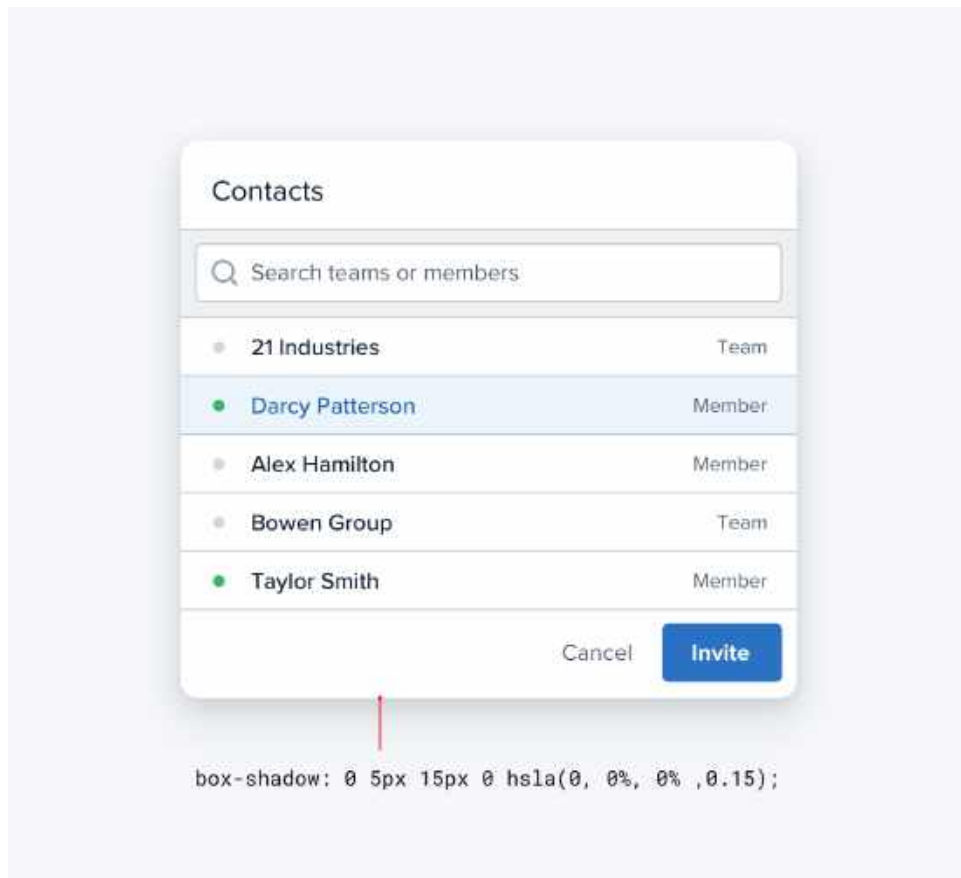 Contacts
Search teams or members
21 Industries Team
Darcy Patterson Member
Alex Hamilton Member
Bowen Group Team
Taylor Smith Member
Cancel Invite
box-shadow: 0 5px 15px 0 hsla(0, 0%, 0% ,0.15);